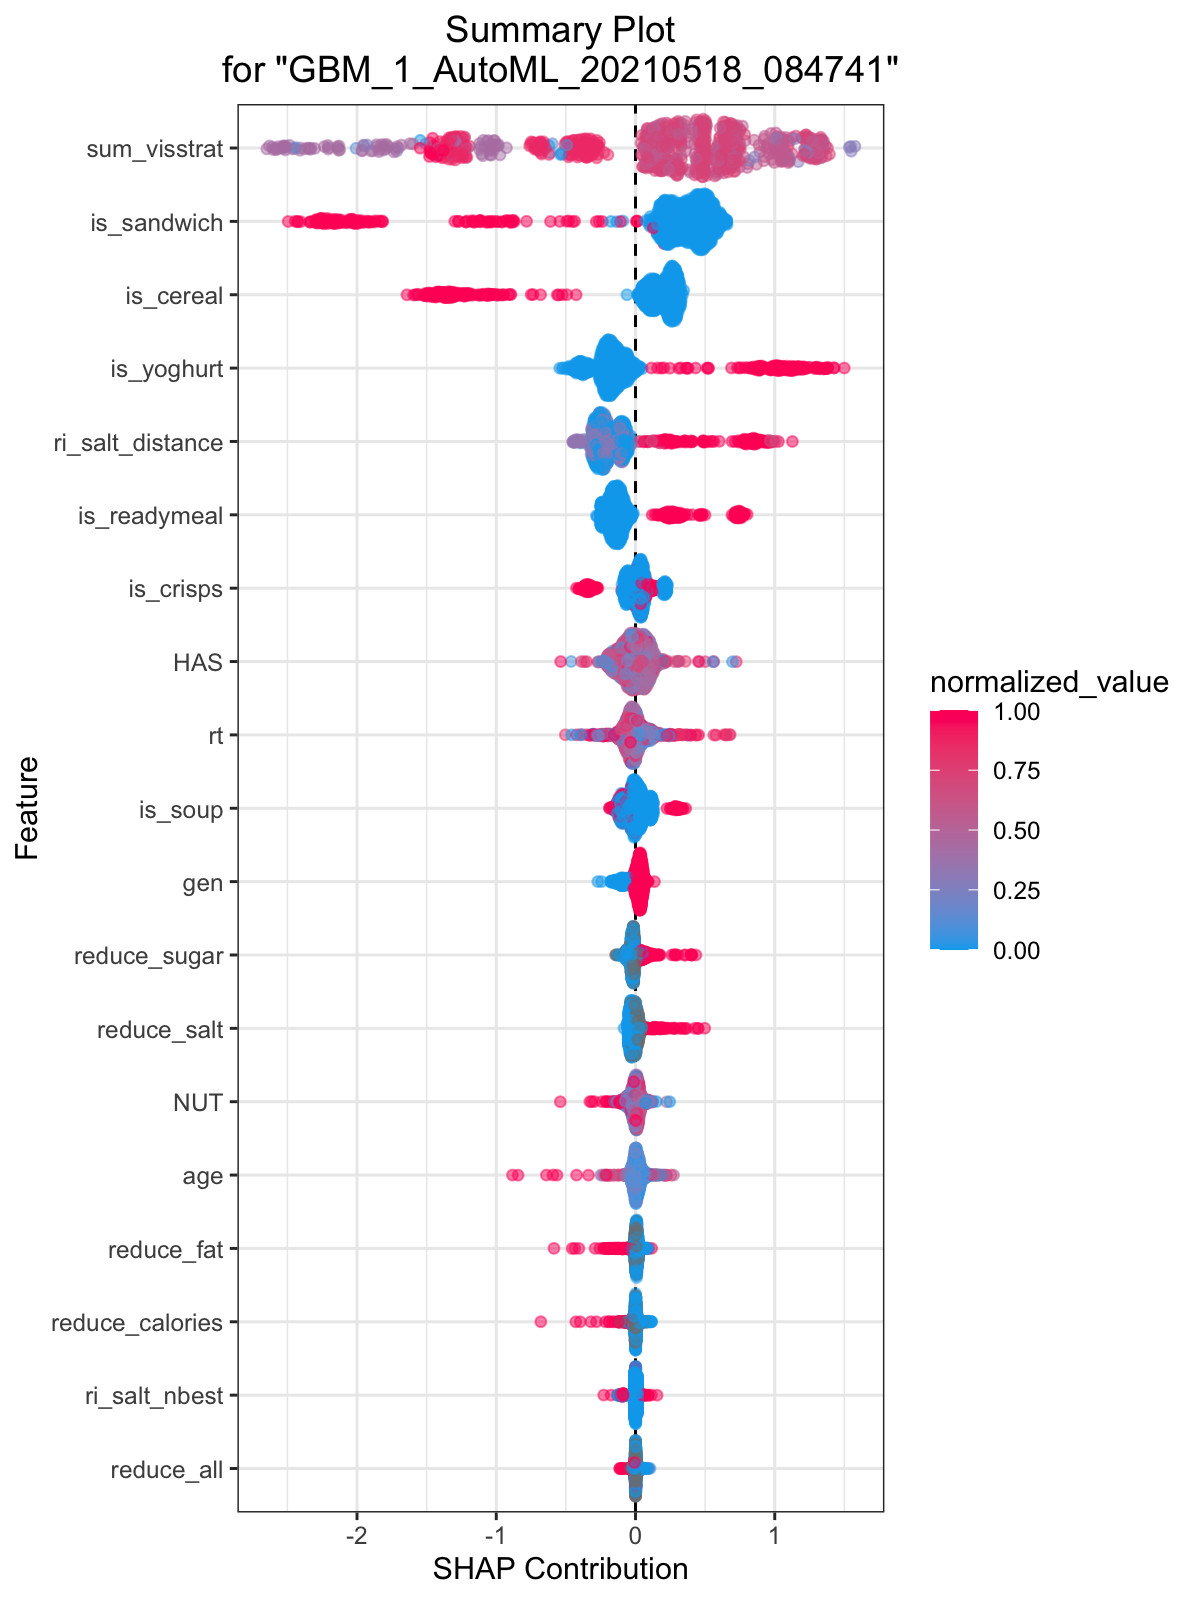 Summary Plot
for "GBM_1_AutoML_20210518_084741"
sum_visstrat
is_sandwich
is_cereal
is_yoghurt
ri_salt_distance
is_readymeal
is_crisps
HAS
rt
is_soup
gen
reduce_sugar
reduce_salt
NUT
age
reduce_fat
reduce_calories
ri_salt_nbest
reduce_all
Feature
-2
-1
0
1
SHAP Contribution
normalized_value
1.00
0.75
0.50
0.25
0.00